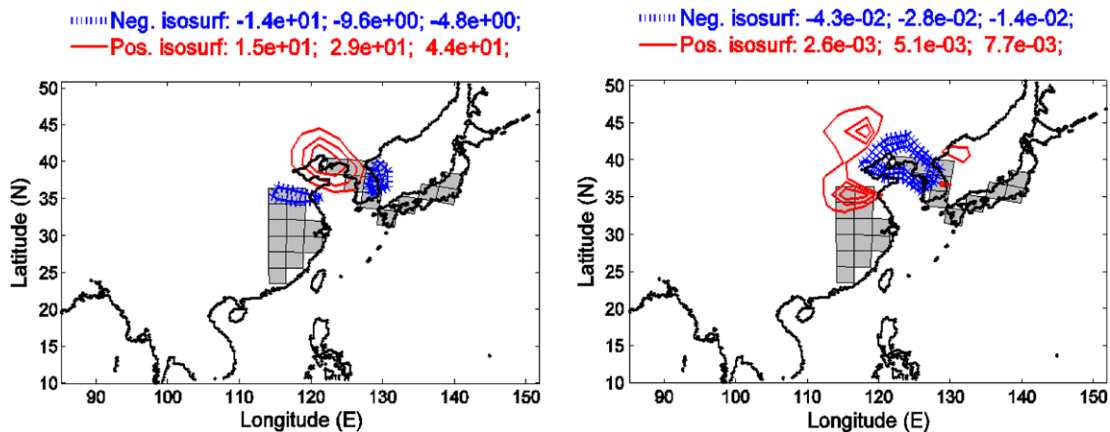 Neg. isosurf: -1.4e+01; -9.6e+00; -4.8e+00;
Pos. isosurf: 1.5e+01; 2.9e+01; 4.4e+01;
50
45
40
35
30
25
20
15
10
Latitude (N)
90 100 110 120 130 140 150
Longitude (E)
Neg. isosurf: -4.3e-02; -2.8e-02; -1.4e-02;
Pos. isosurf: 2.6e-03; 5.1e-03; 7.7e-03;
50
45
40
35
30
25
20
15
10
Latitude (N)
90 100 110 120 130 140 150
Longitude (E)